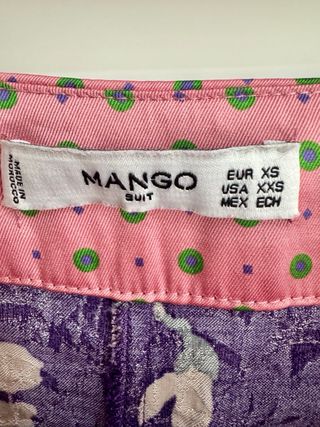 MADE IN
MOROCCO
MANGO
SUIT
EUR XS
USA XXS
MEX ECH